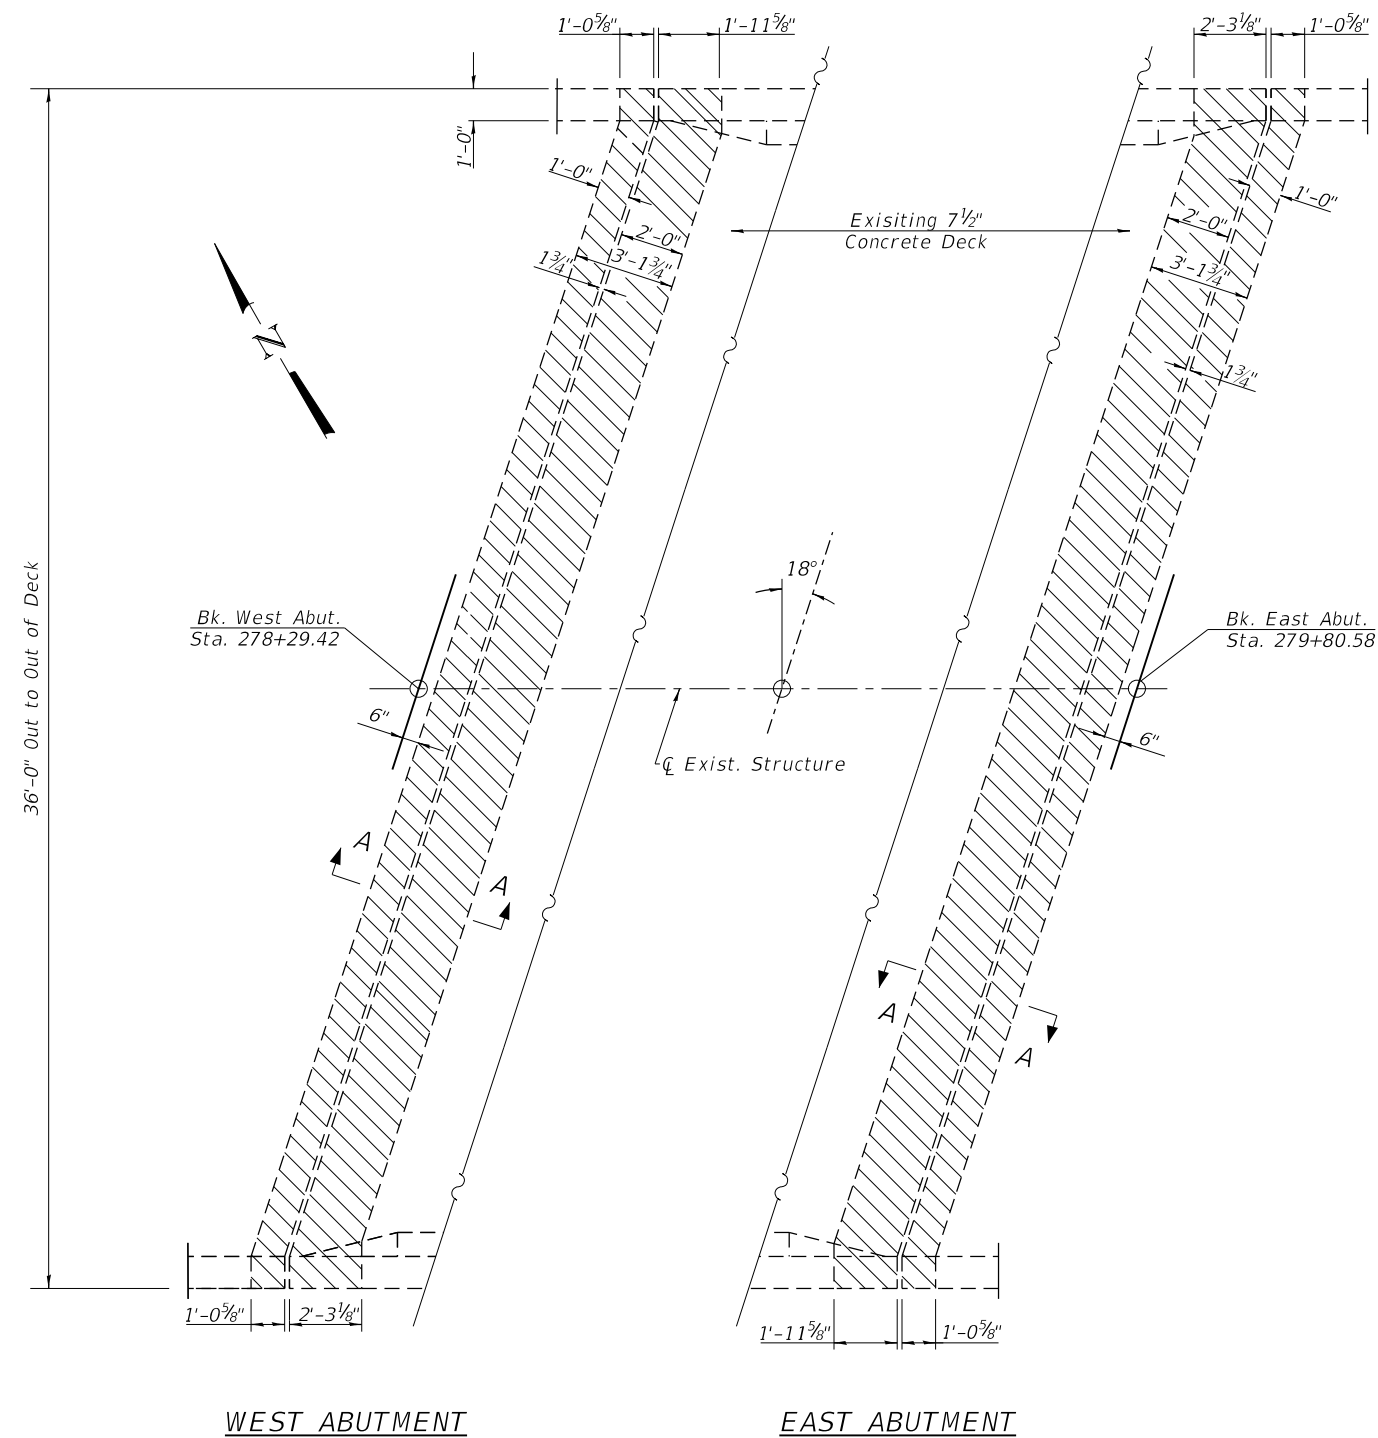 1'-0⅝"
1'-11⅝"
2'-3⅛"
1'-0⅝"
1'-0"
1'-0"
1'-0"
2'-0"
3'-1¾"
1¾"
Exisiting 7½"
Concrete Deck
2'-0"
3'-1¾"
1¾"
N
36'-0" Out to Out of Deck
18°
Bk. West Abut.
Sta. 278+29.42
Bk. East Abut.
Sta. 279+80.58
6"
6"
℄ Exist. Structure
A
A
A
A
1'-0⅝"
2'-3⅛"
1'-11⅝"
1'-0⅝"
WEST ABUTMENT
EAST ABUTMENT